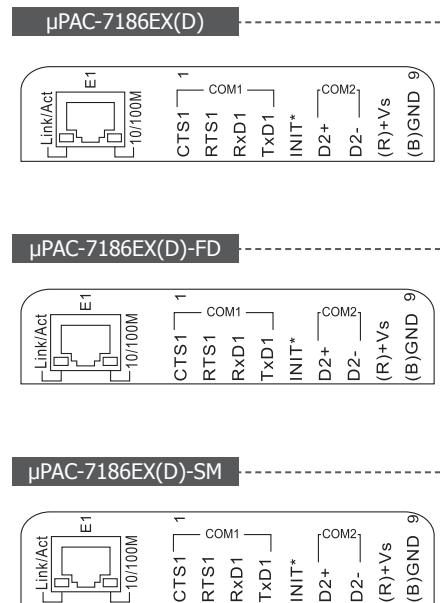 µPAC-7186EX(D)
Link/Act
E1
10/100M
1
COM1
COM2
9
CTS1
RTS1
RxD1
TxD1
INIT*
D2+
D2-
(R)+Vs
(B)GND
µPAC-7186EX(D)-FD
Link/Act
E1
10/100M
1
COM1
COM2
9
CTS1
RTS1
RxD1
TxD1
INIT*
D2+
D2-
(R)+Vs
(B)GND
µPAC-7186EX(D)-SM
Link/Act
E1
10/100M
1
COM1
COM2
9
CTS1
RTS1
RxD1
TxD1
INIT*
D2+
D2-
(R)+Vs
(B)GND